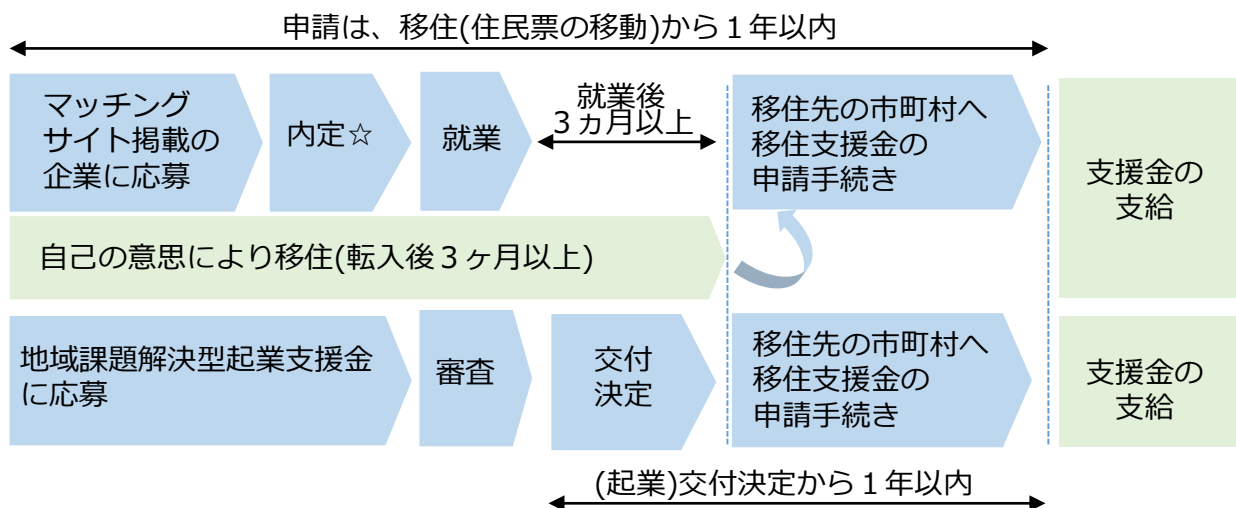 申請は、移住(住民票の移動)から１年以内
マッチング
サイト掲載の
企業に応募
内定☆
就業
就業後
３ヵ月以上
移住先の市町村へ
移住支援金の
申請手続き
支援金の
支給
自己の意思により移住(転入後３ヶ月以上)
地域課題解決型起業支援金
に応募
審査
交付
決定
移住先の市町村へ
移住支援金の
申請手続き
支援金の
支給
(起業)交付決定から１年以内